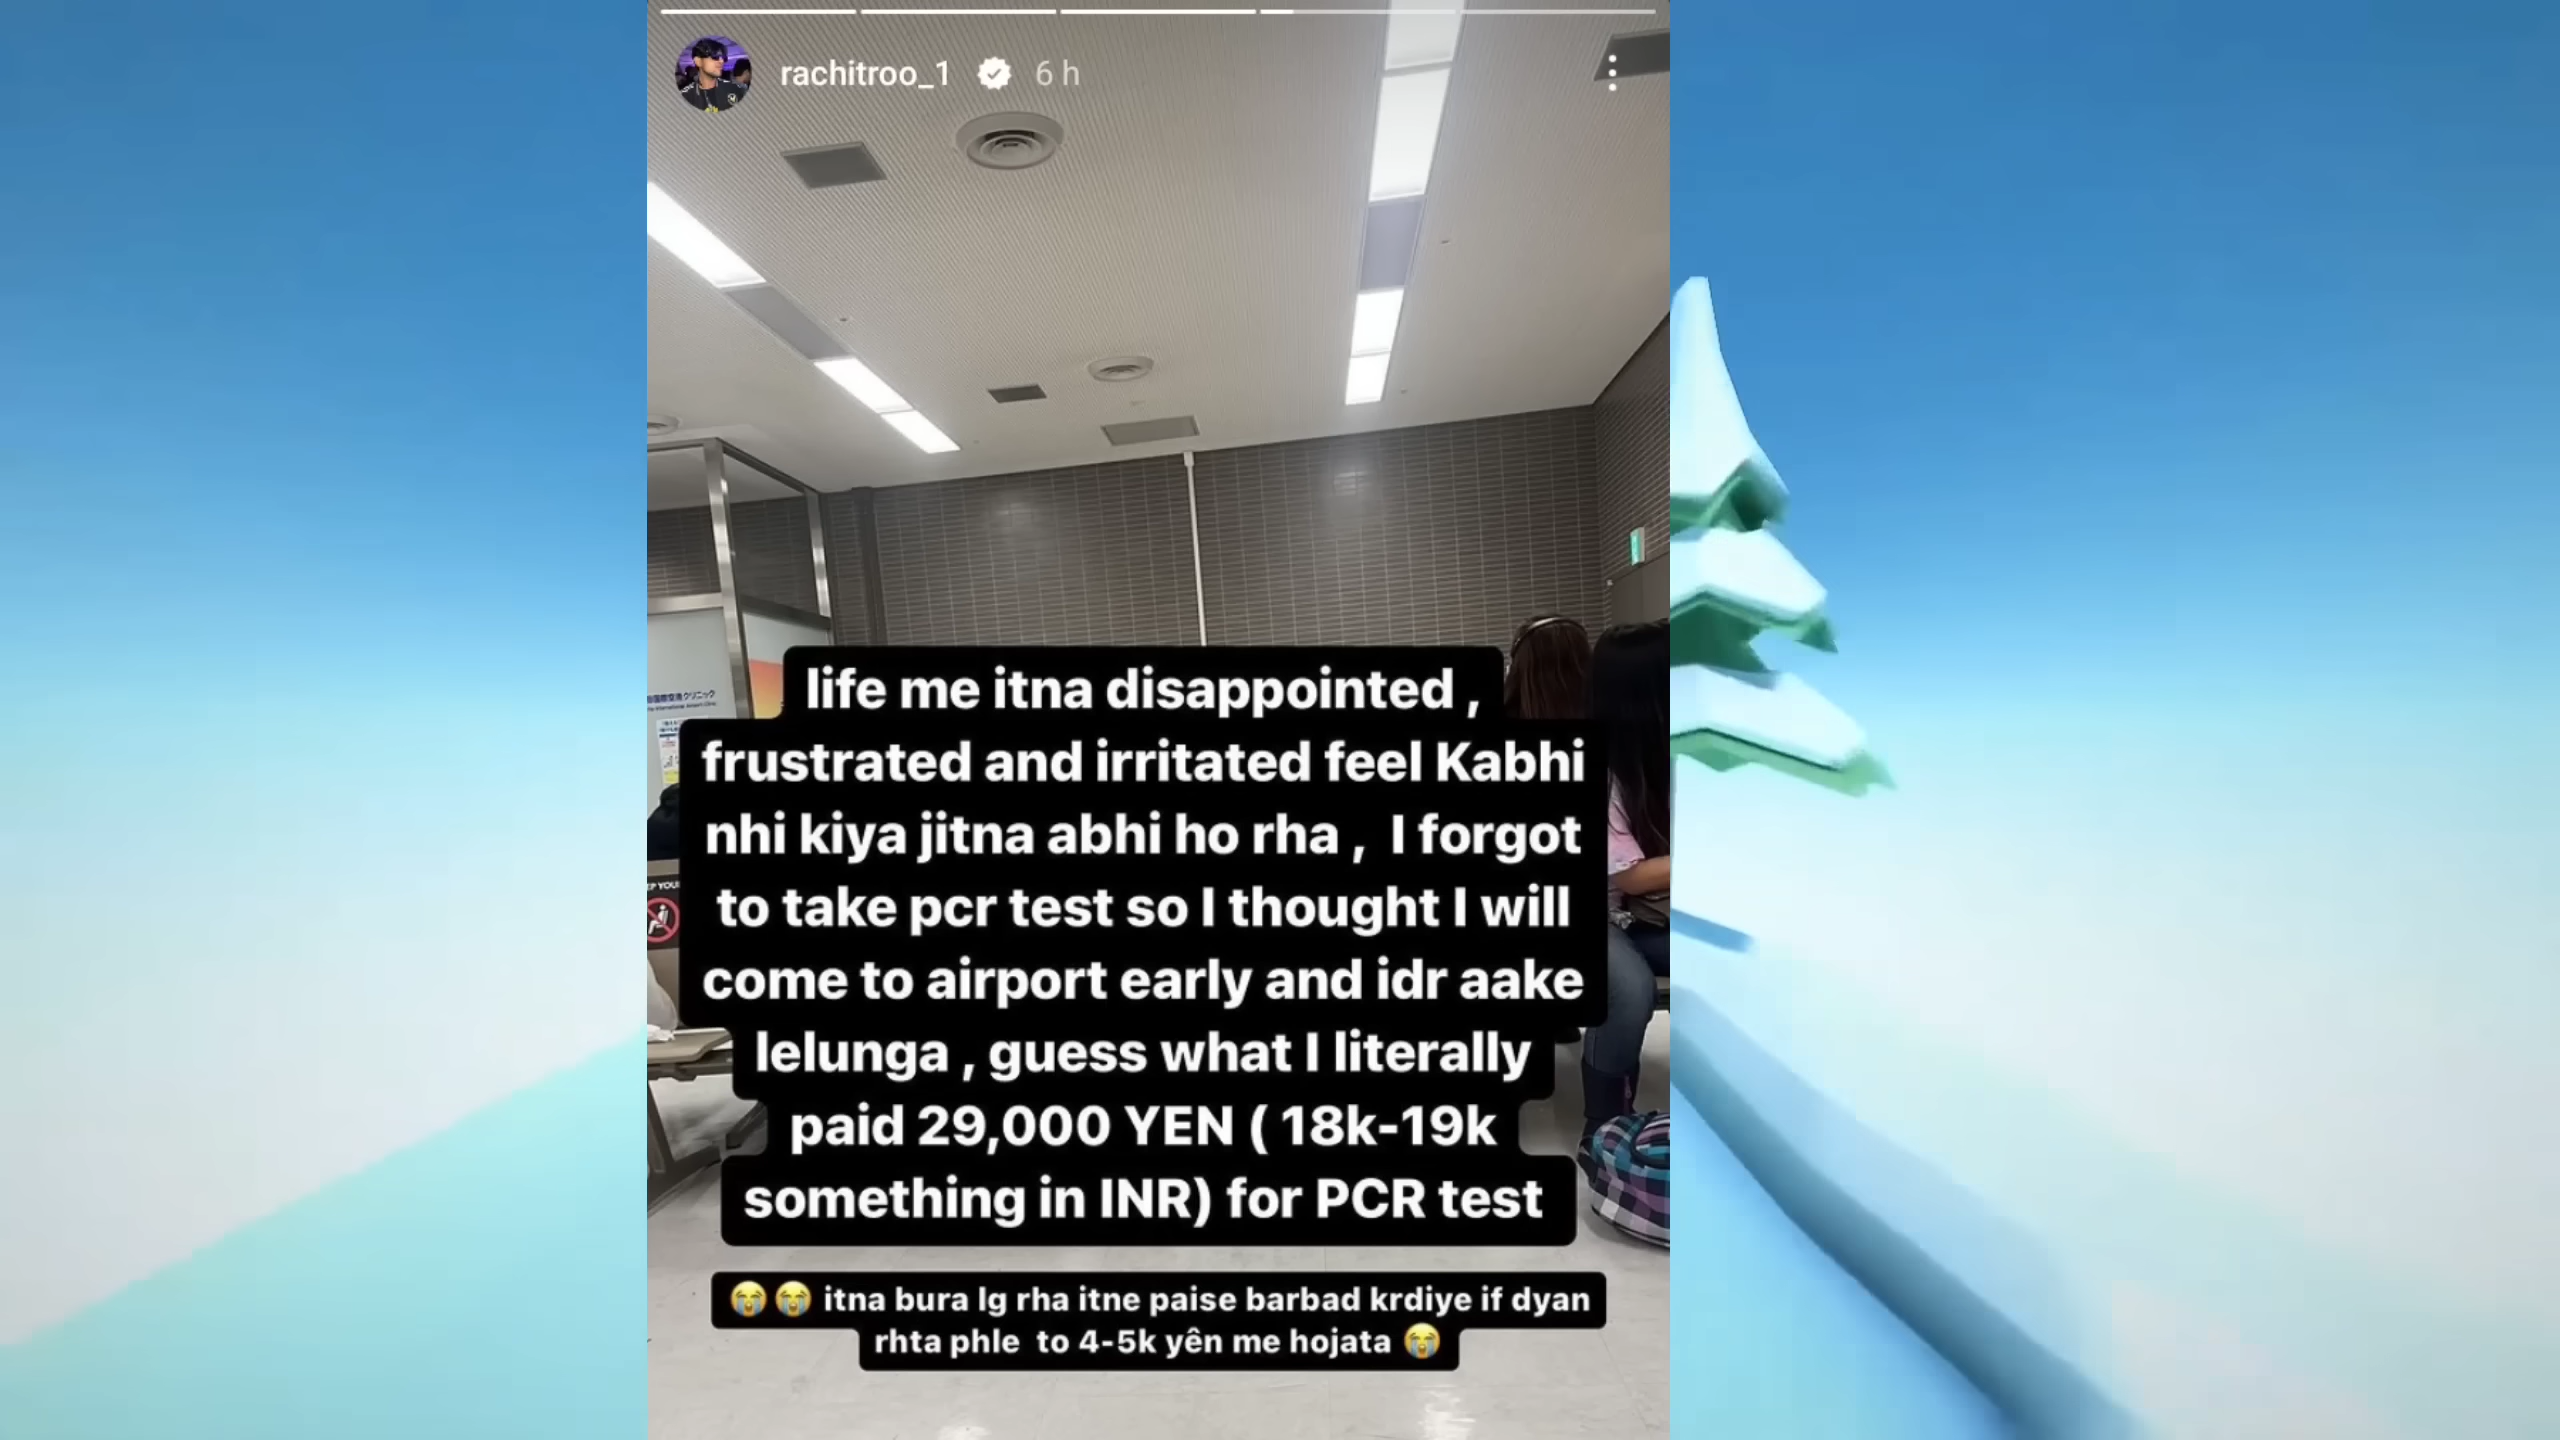 rachitroo_1 6 h
life me itna disappointed ,
frustrated and irritated feel Kabhi
nhi kiya jitna abhi ho rha , I forgot
to take pcr test so I thought I will
come to airport early and idr aake
lelunga , guess what I literally
paid 29,000 YEN ( 18k-19k
something in INR) for PCR test
😭😭 itna bura lg rha itne paise barbad krdiye if dyan
rhta phle to 4-5k yên me hojata 😭